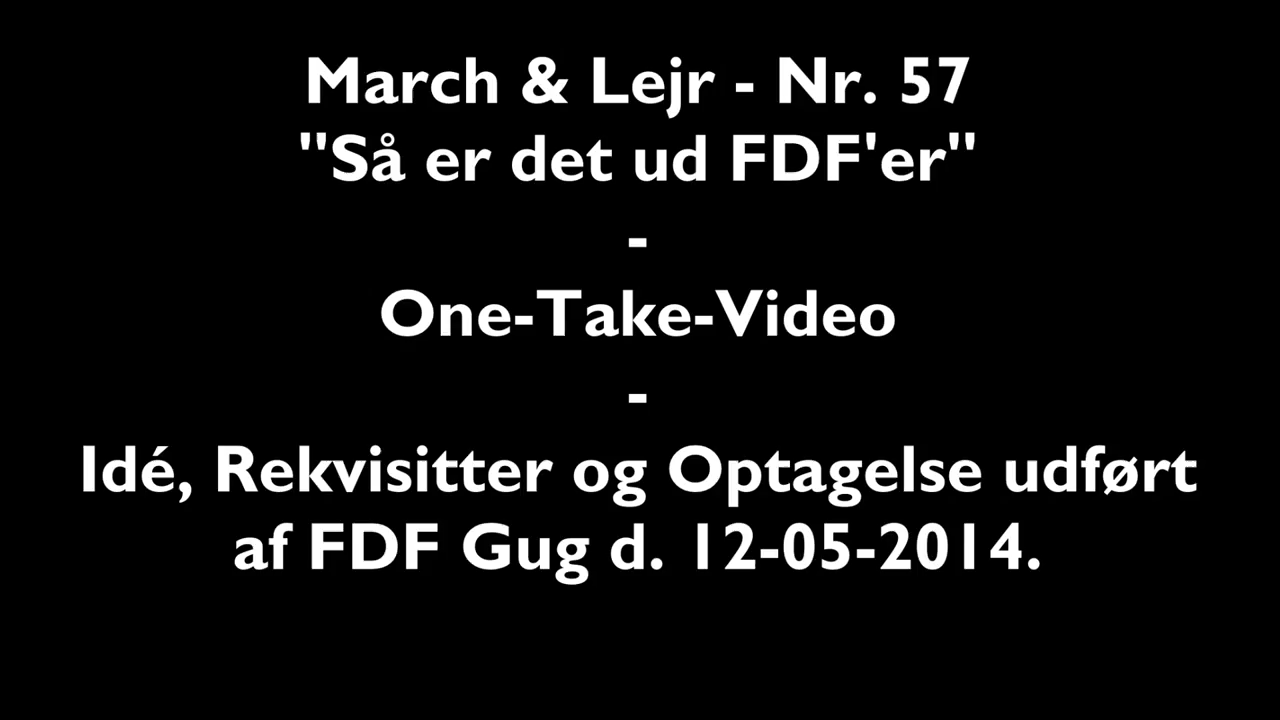 March & Lejr - Nr. 57
"Så er det ud FDF'er"
-
One-Take-Video
-
Idé, Rekvisitter og Optagelse udført
af FDF Gug d. 12-05-2014.